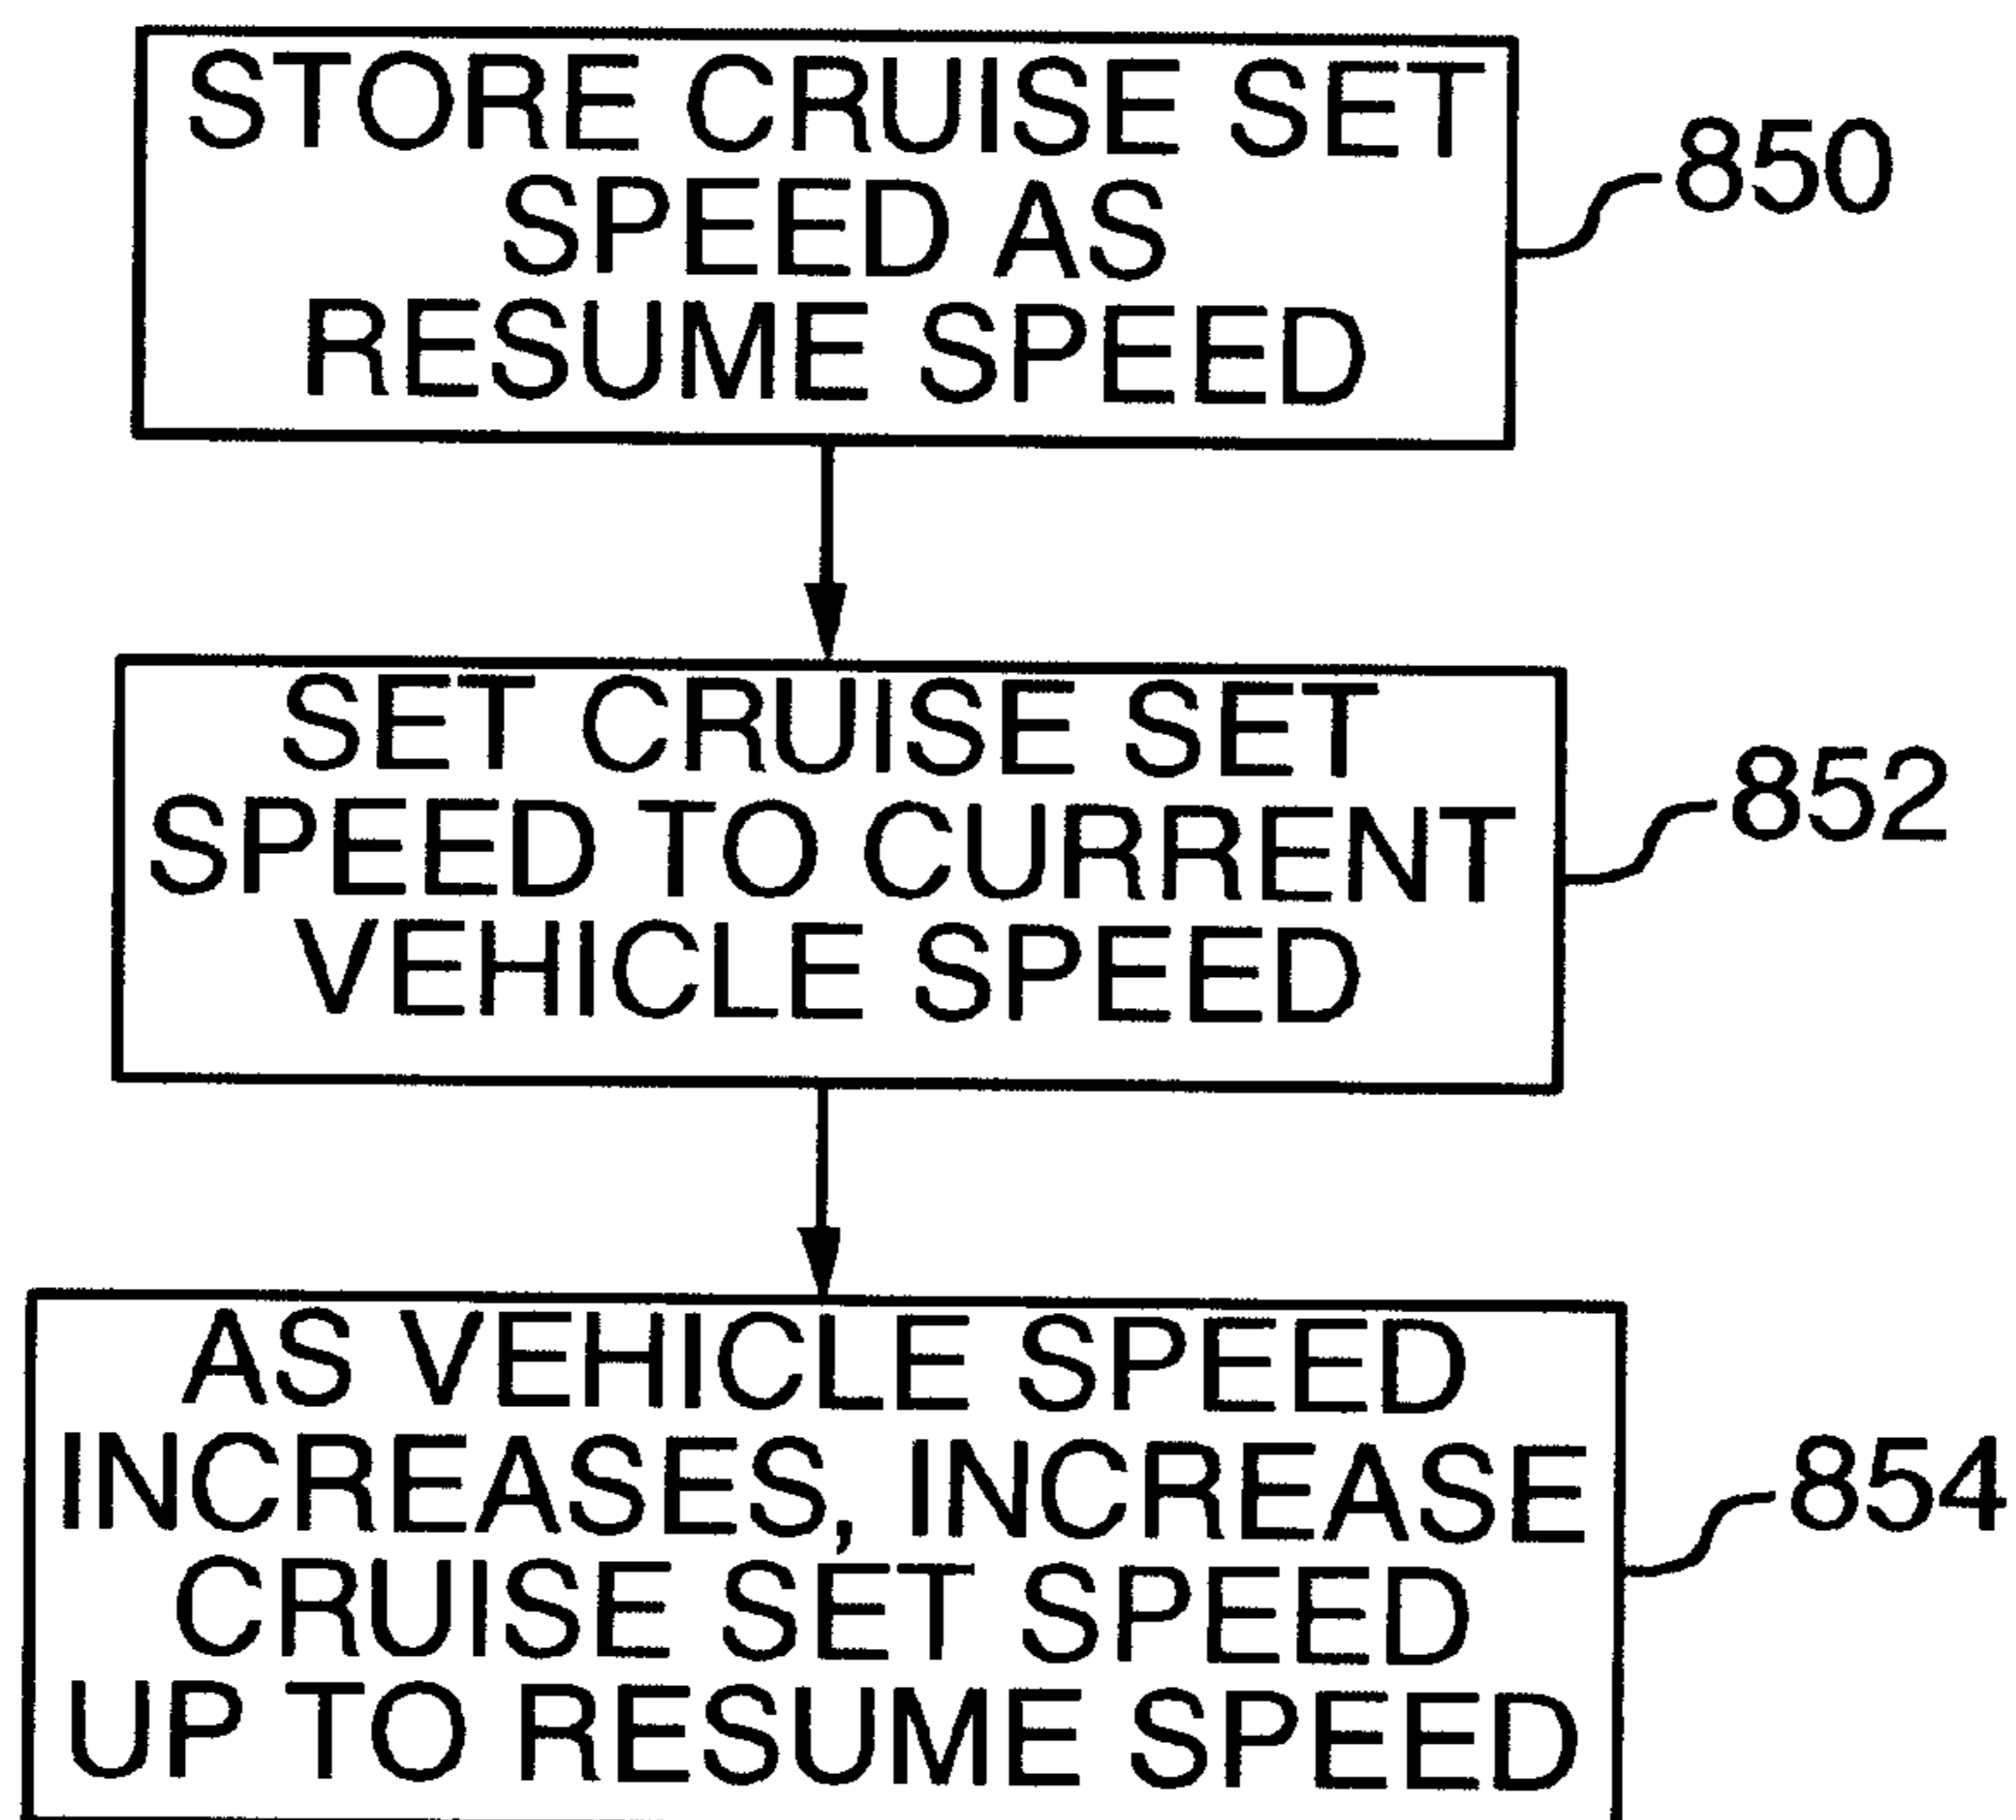 STORE CRUISE SET
SPEED AS
RESUME SPEED
850
SET CRUISE SET
SPEED TO CURRENT
VEHICLE SPEED
852
AS VEHICLE SPEED
INCREASES, INCREASE
CRUISE SET SPEED
UP TO RESUME SPEED
854